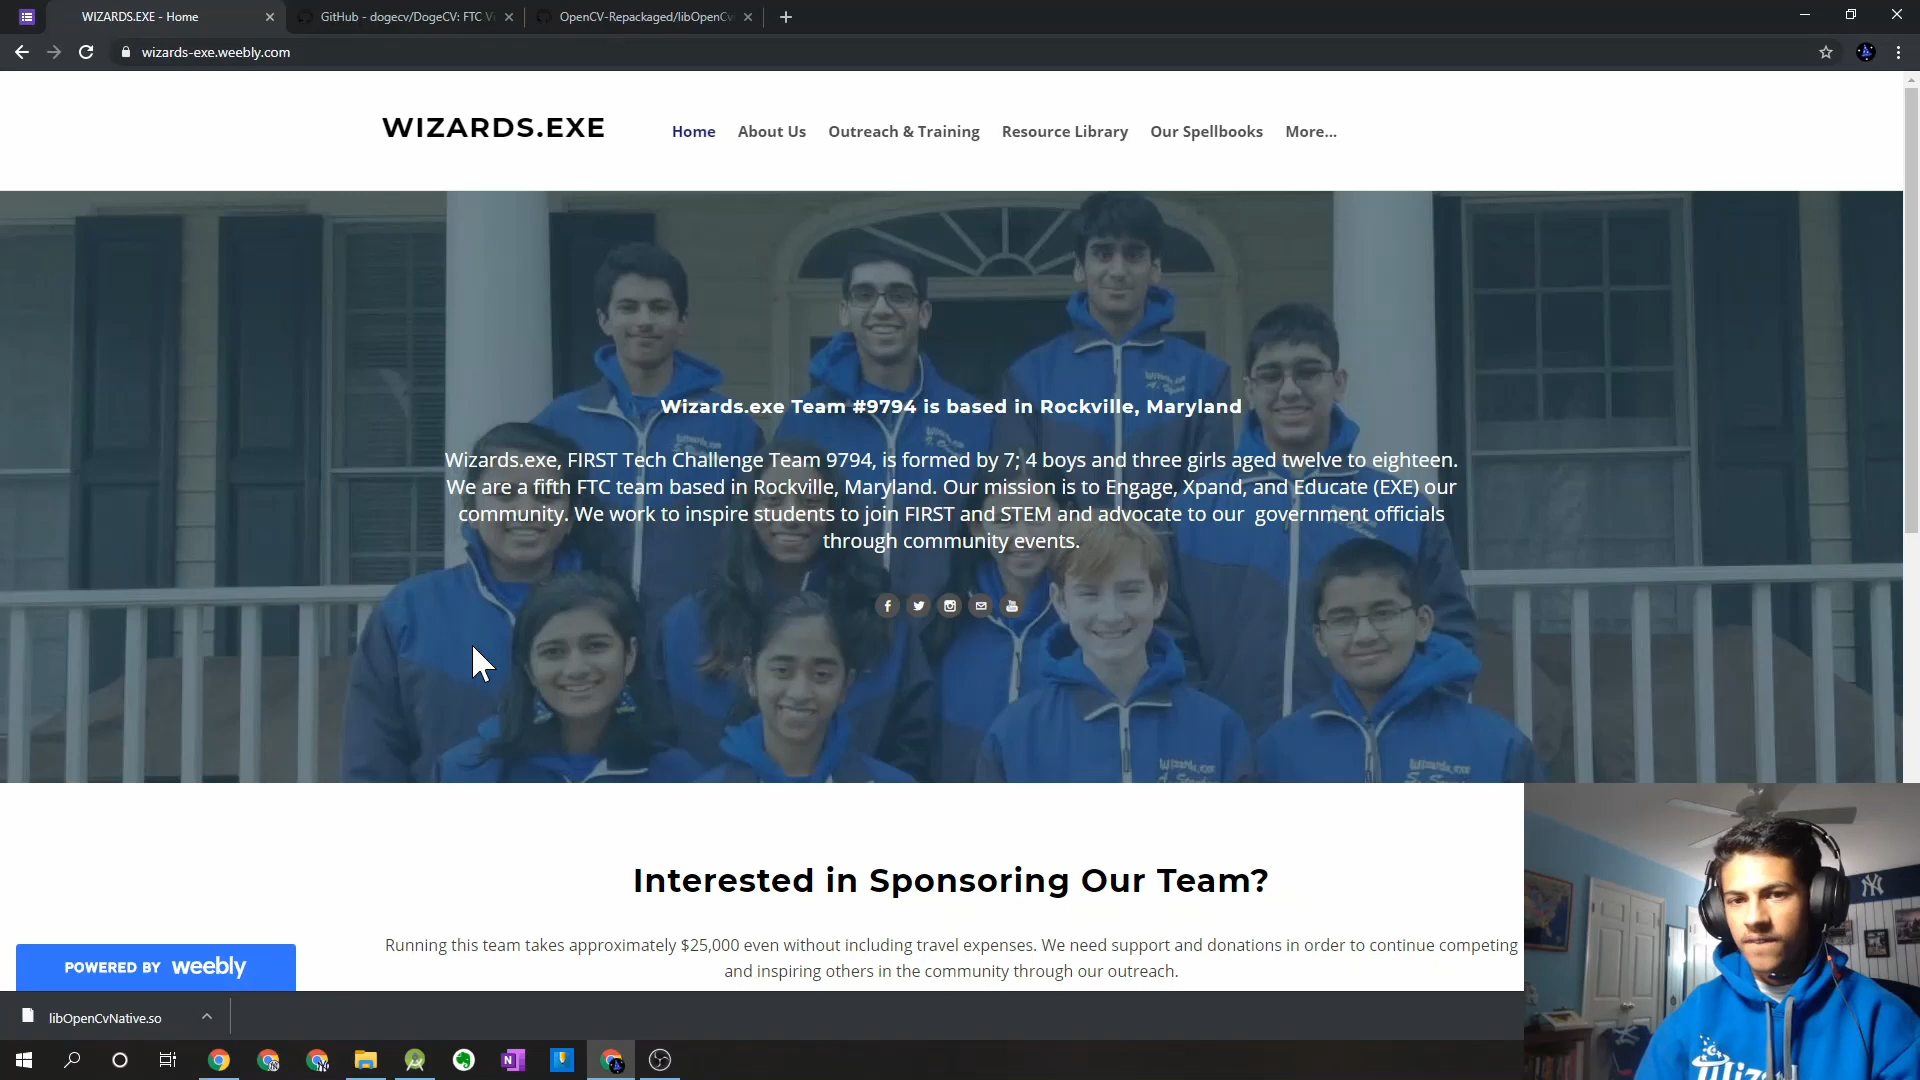 WIZARDS.EXE - Home
GitHub - dogecv/DogeCV: FTC Vi
OpenCV-Repackaged/libOpenCv
wizards-exe.weebly.com
WIZARDS.EXE
Home About Us Outreach & Training Resource Library Our Spellbooks More...
Wizards.exe Team #9794 is based in Rockville, Maryland
Wizards.exe, FIRST Tech Challenge Team 9794, is formed by 7; 4 boys and three girls aged twelve to eighteen.
We are a fifth FTC team based in Rockville, Maryland. Our mission is to Engage, Xpand, and Educate (EXE) our
community. We work to inspire students to join FIRST and STEM and advocate to our government officials
through community events.
Interested in Sponsoring Our Team?
Running this team takes approximately $25,000 even without including travel expenses. We need support and donations in order to continue competing
and inspiring others in the community through our outreach.
POWERED BY weebly
libOpenCvNative.so